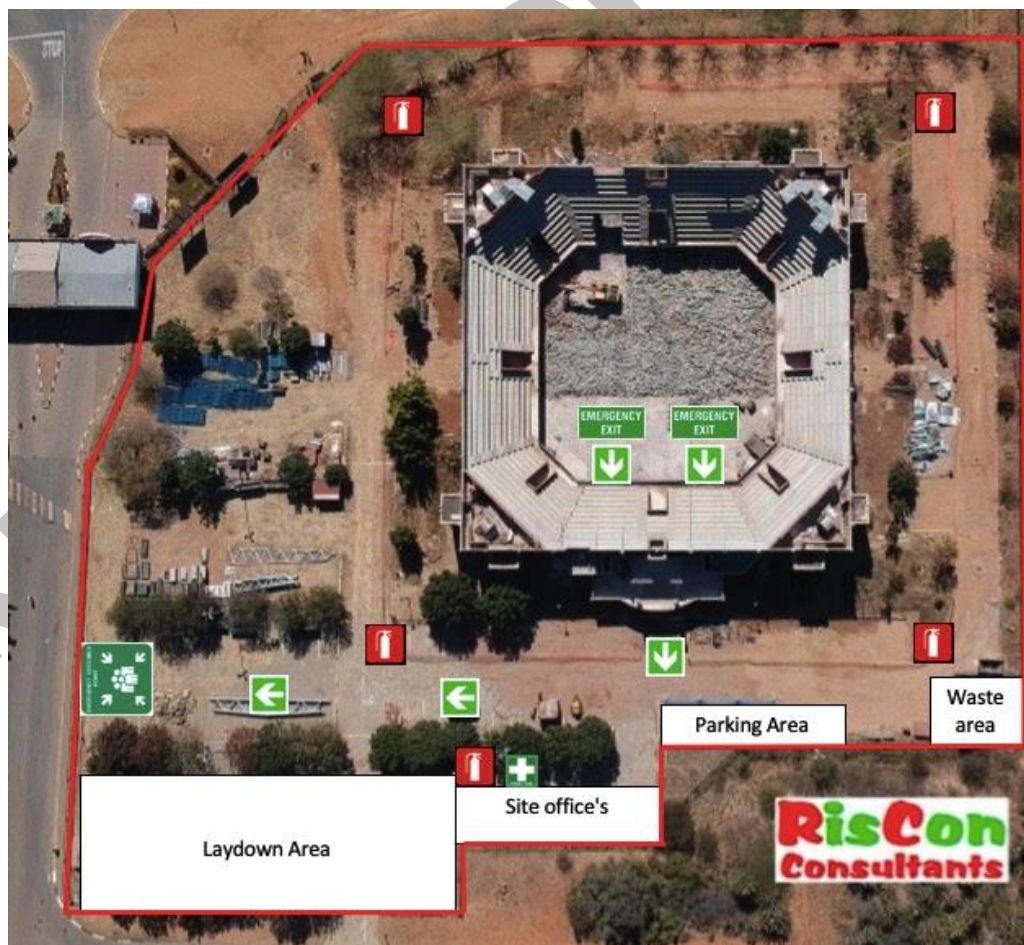 STOP
EMERGENCY
EXIT
EMERGENCY
EXIT
Parking Area
Waste
area
Site office's
Laydown Area
RisCon
Consultants